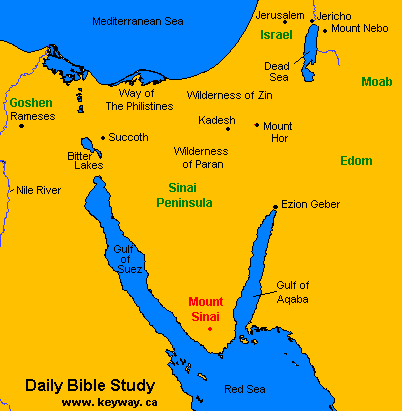 Mediterranean Sea
Jerusalem
Jericho
Mount Nebo
Israel
Dead
Sea
Moab
Way of
The Philistines
Wilderness of Zin
Goshen
Rameses
Kadesh
Mount
Hor
Succoth
Bitter
Lakes
Wilderness
of Paran
Edom
Nile River
Sinai
Peninsula
Ezion Geber
Gulf
of
Suez
Gulf of
Aqaba
Mount
Sinai
Daily Bible Study
www.keyway.ca
Red Sea